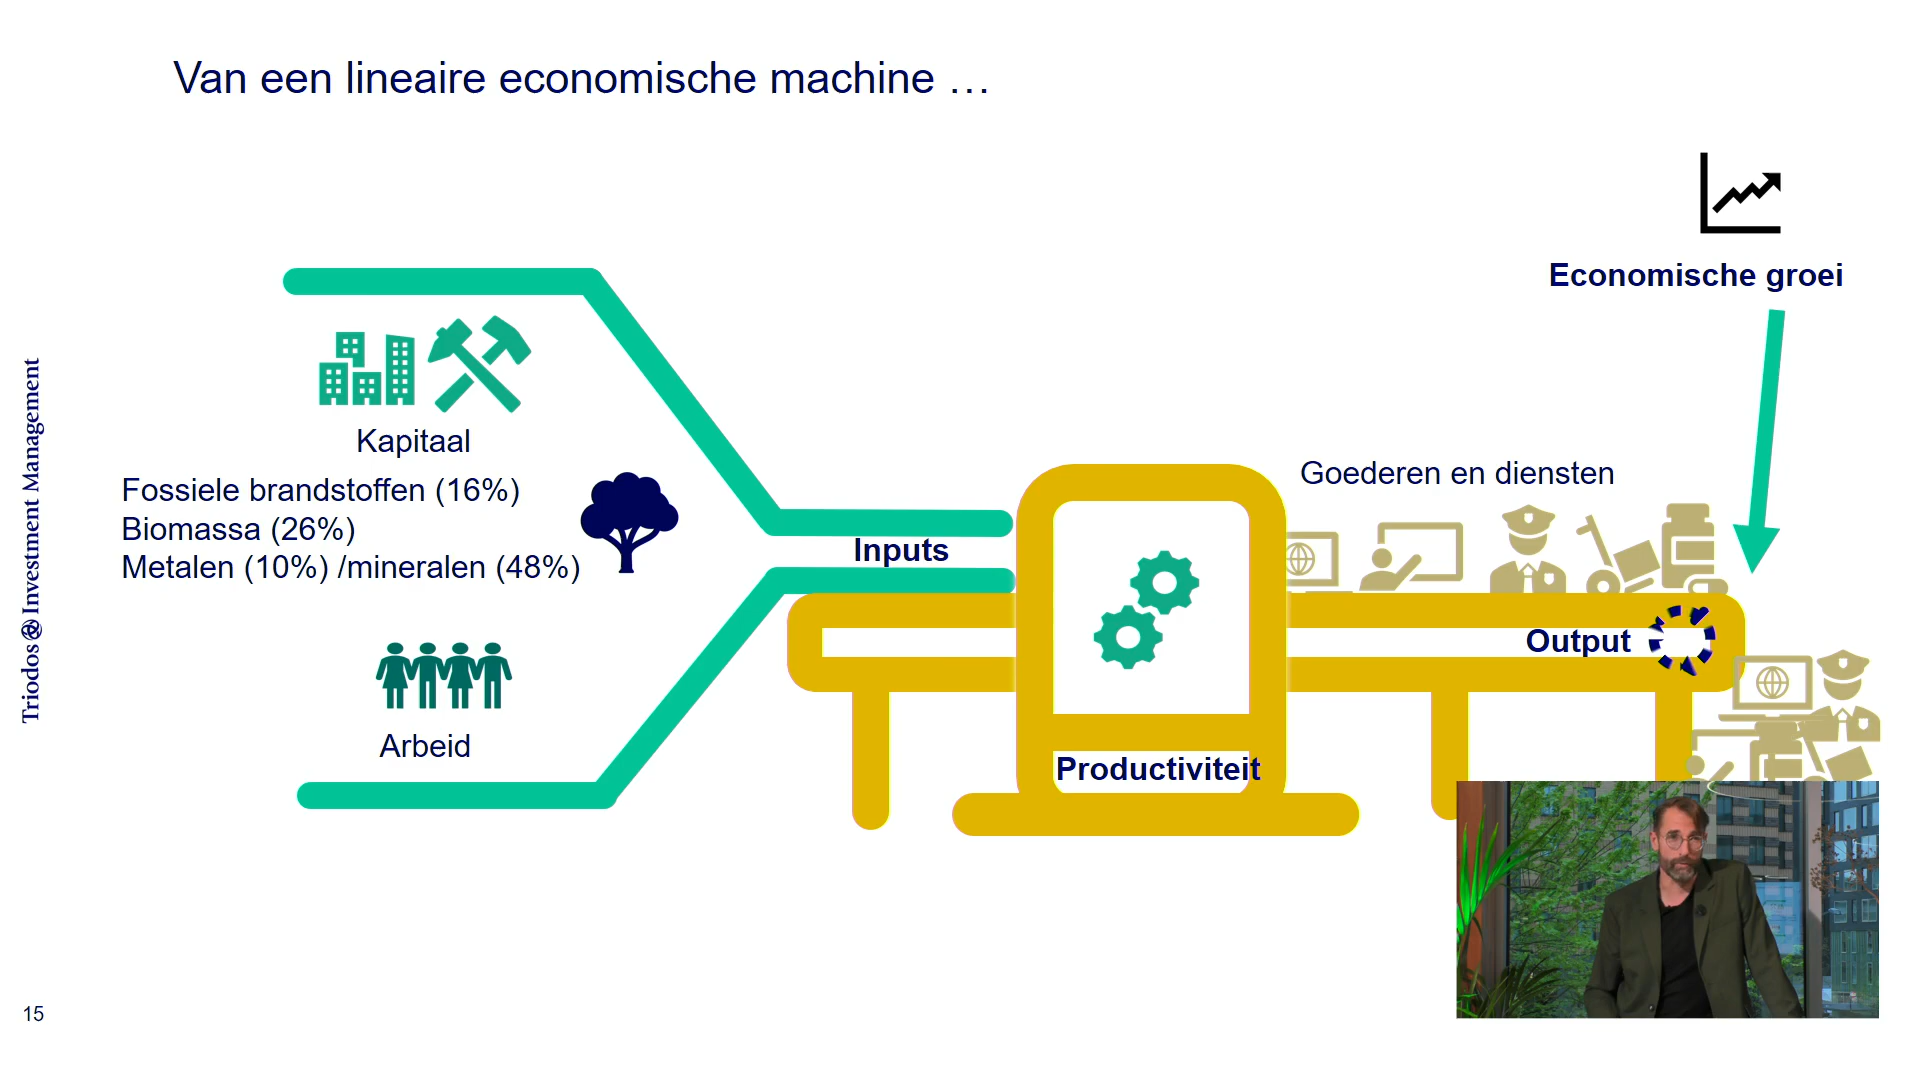 Van een lineaire economische machine …
Economische groei
Kapitaal
Fossiele brandstoffen (16%)
Biomassa (26%)
Metalen (10%) /mineralen (48%)
Arbeid
Inputs
Productiviteit
Goederen en diensten
Output
Triodos Investment Management
15